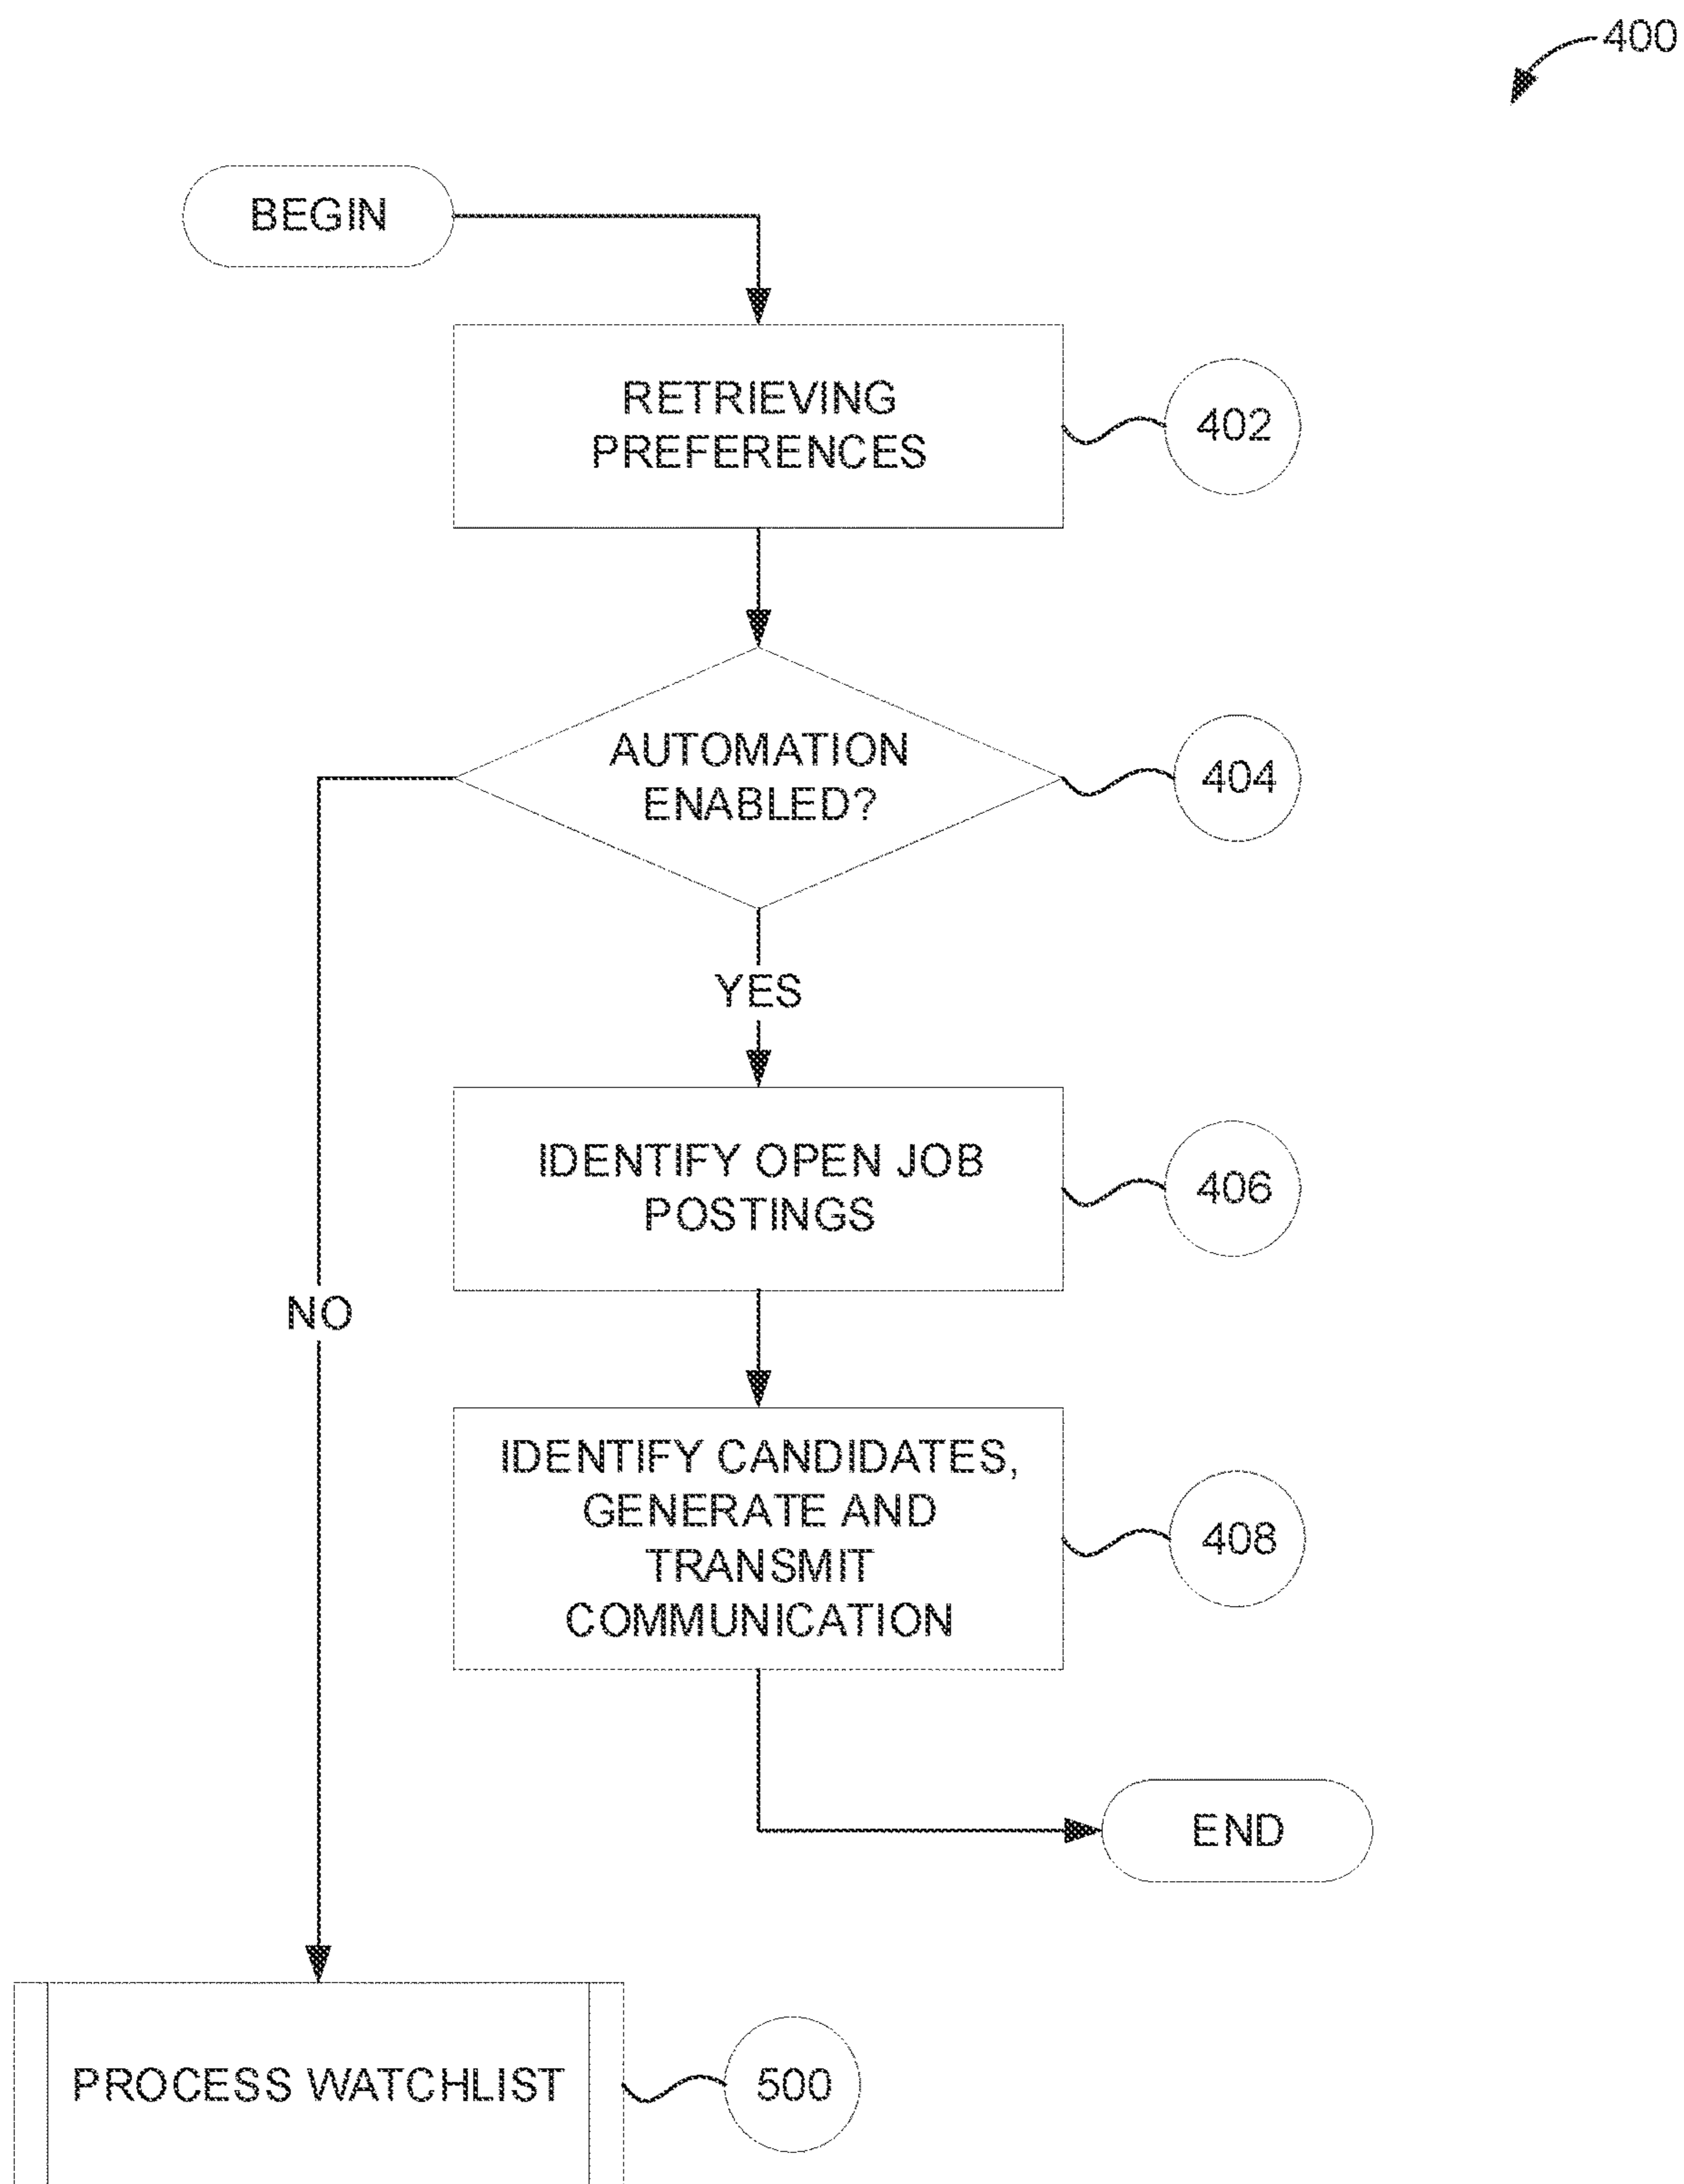 400
BEGIN
RETRIEVING
PREFERENCES
402
AUTOMATION
ENABLED?
404
YES
IDENTIFY OPEN JOB
POSTINGS
406
NO
IDENTIFY CANDIDATES,
GENERATE AND
TRANSMIT
COMMUNICATION
408
END
PROCESS WATCHLIST
500